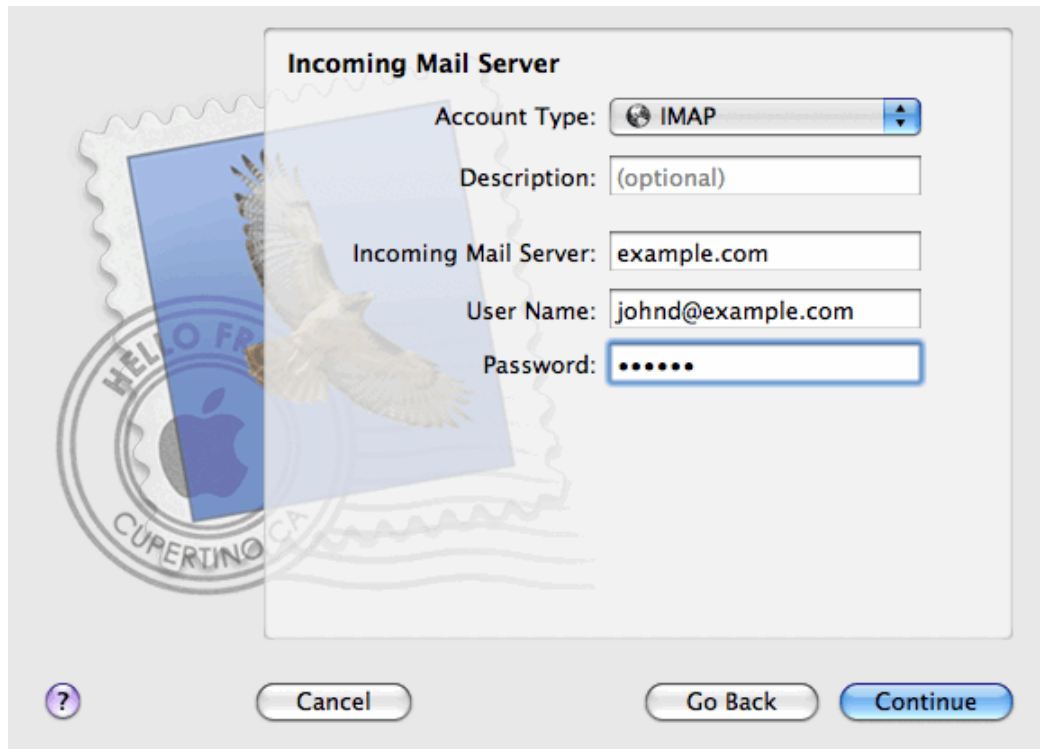 Incoming Mail Server
Account Type: IMAP
Description: (optional)
Incoming Mail Server: example.com
User Name: johnd@example.com
Password: ••••••
HELLO FR
CUPERTINO CA
? Cancel Go Back Continue